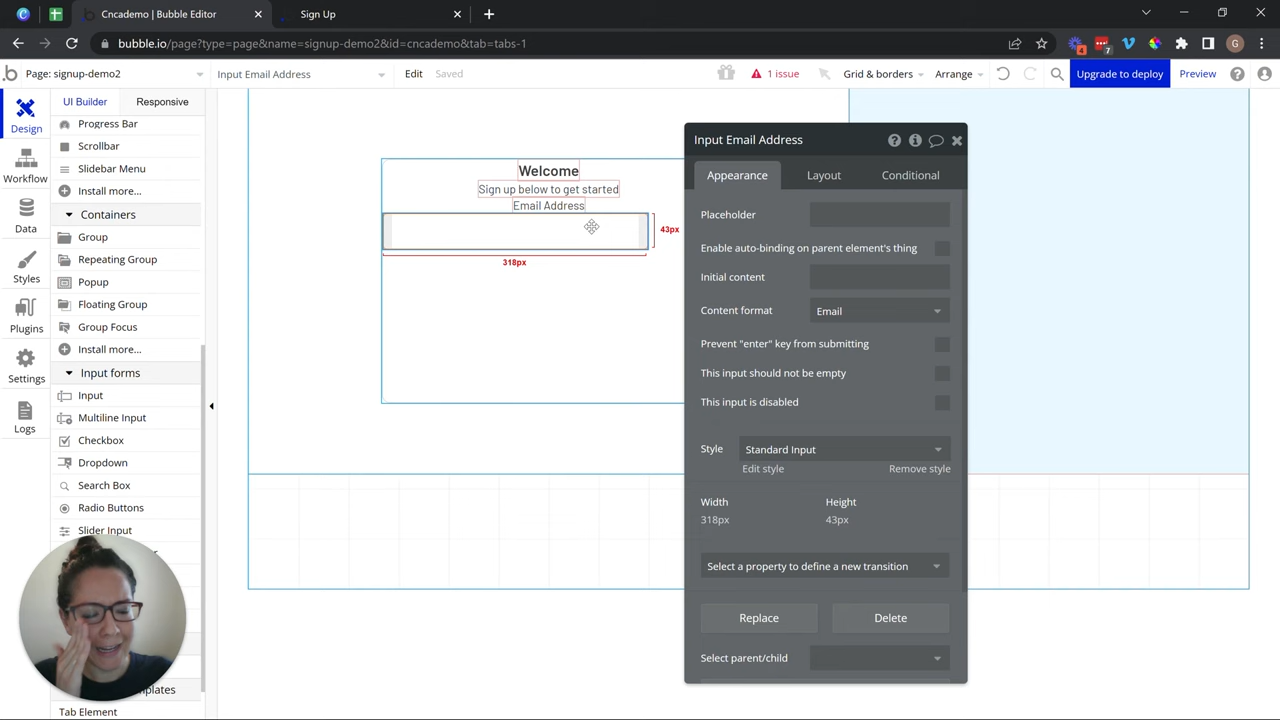 Cncademo | Bubble Editor
Sign Up
bubble.io/page?type=page&name=signup-demo2&id=cncademo&tab=tabs-1
4
7
G
Page: signup-demo2
Input Email Address
Edit
Saved
1 issue
Grid & borders
Arrange
Upgrade to deploy
Preview
Design
Workflow
Data
Styles
Plugins
Settings
Logs
UI Builder
Responsive
Progress Bar
Scrollbar
Slidebar Menu
Install more...
Containers
Group
Repeating Group
Popup
Floating Group
Group Focus
Install more...
Input forms
Input
Multiline Input
Checkbox
Dropdown
Search Box
Radio Buttons
Slider Input
Tab Element
Welcome
Sign up below to get started
Email Address
43px
318px
Input Email Address
Appearance
Layout
Conditional
Placeholder
Enable auto-binding on parent element's thing
Initial content
Content format
Email
Prevent "enter" key from submitting
This input should not be empty
This input is disabled
Style
Standard Input
Edit style
Remove style
Width
Height
318px
43px
Select a property to define a new transition
Replace
Delete
Select parent/child